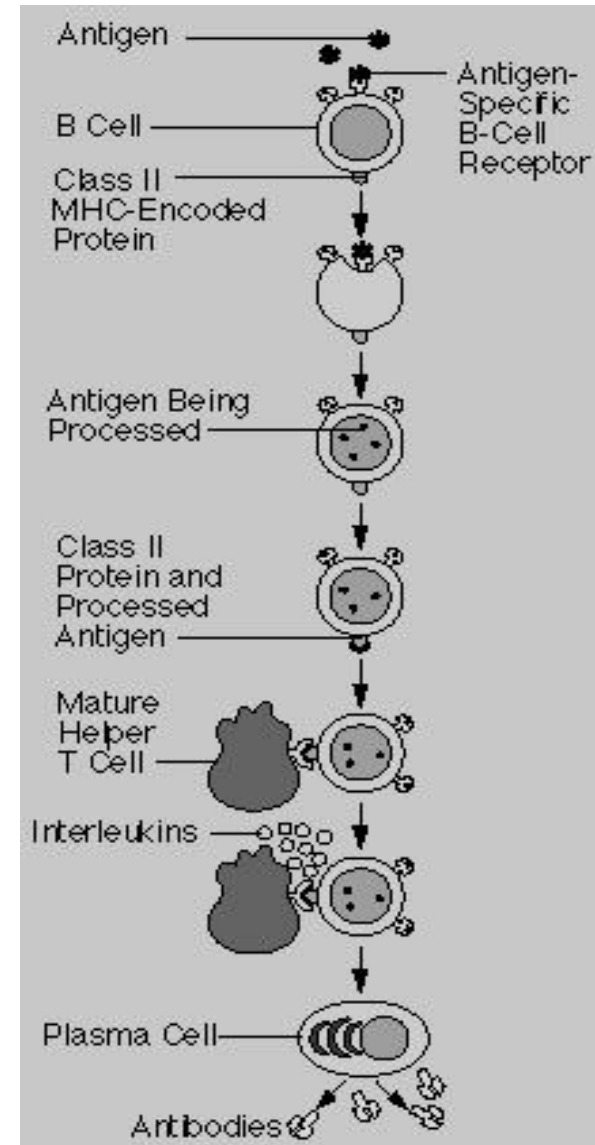 Antigen
Antigen-
Specific
B-Cell
Receptor
B Cell
Class II
MHC-Encoded
Protein
Antigen Being
Processed
Class II
Protein and
Processed
Antigen
Mature
Helper
T Cell
Interleukins
Plasma Cell
Antibodies